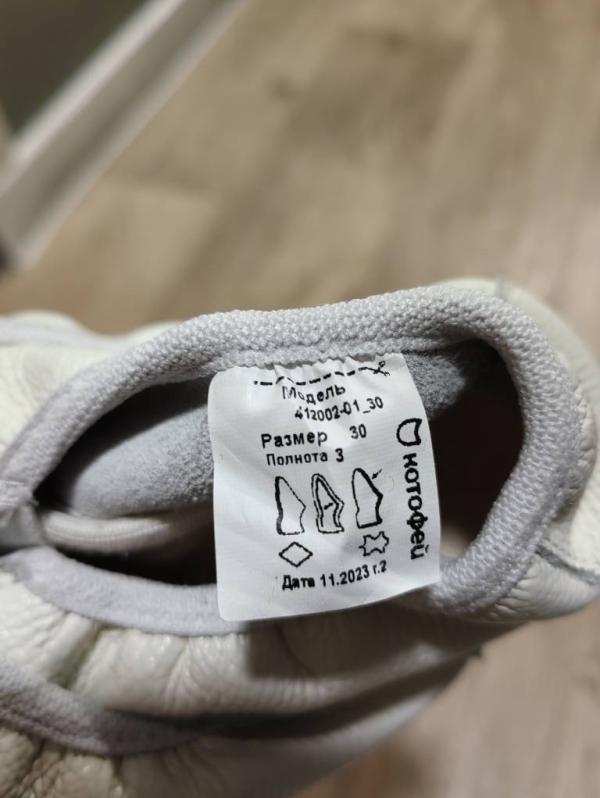 Модель
412002-01_30
Размер 30
Полнота 3
котофей
Дата 11.2023 г.2